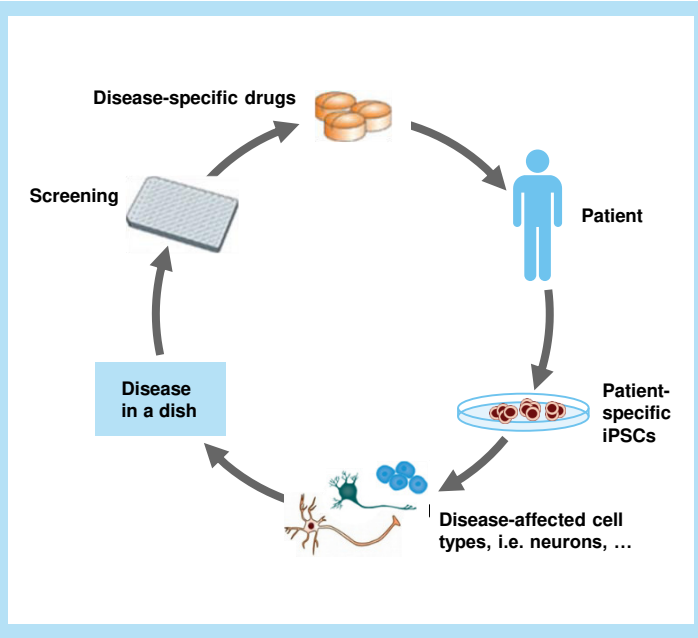 Disease-specific drugs
Screening
Patient
Disease
in a dish
Patient-
specific
iPSCs
Disease-affected cell
types, i.e. neurons, …